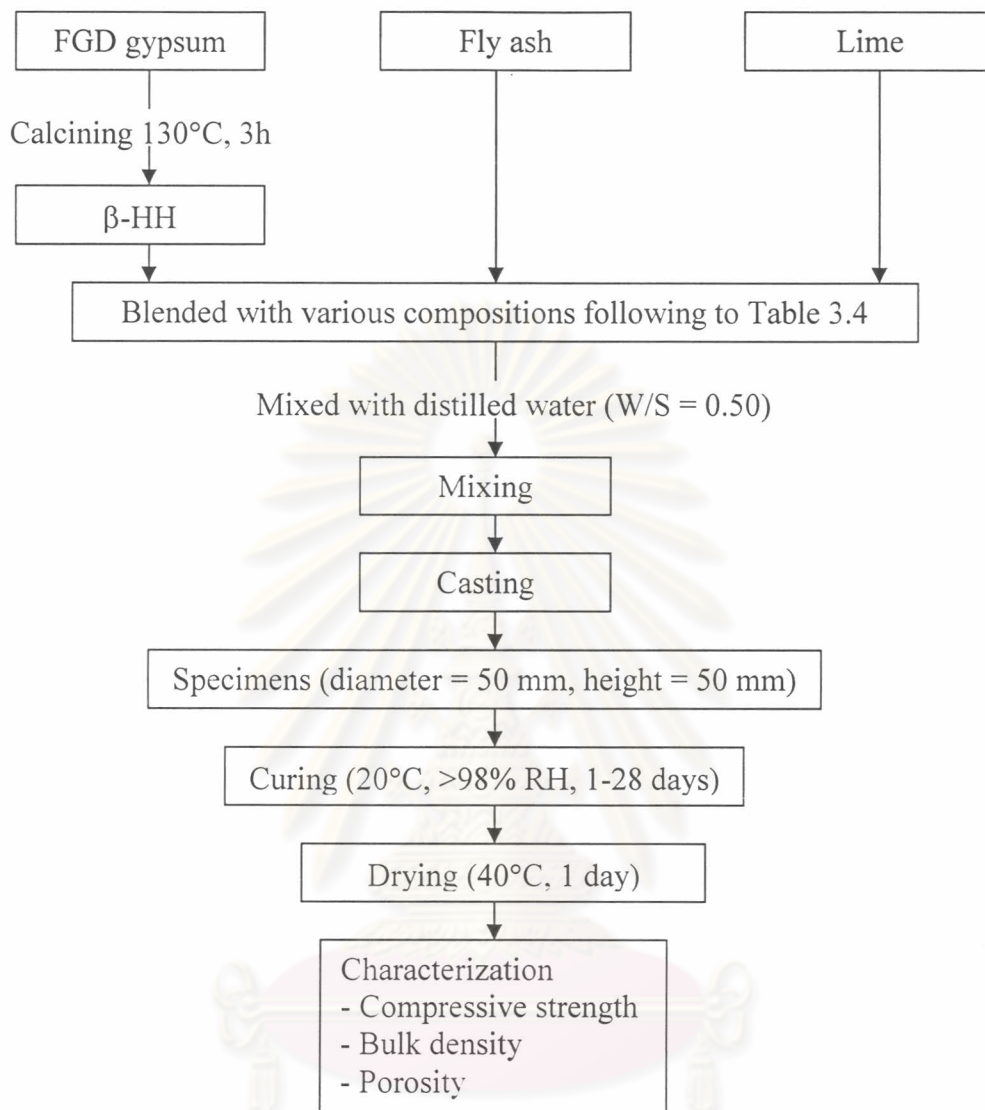 FGD gypsum
Fly ash
Lime
Calcining 130°C, 3h
β-HH
Blended with various compositions following to Table 3.4
Mixed with distilled water (W/S = 0.50)
Mixing
Casting
Specimens (diameter = 50 mm, height = 50 mm)
Curing (20°C, >98% RH, 1-28 days)
Drying (40°C, 1 day)
Characterization
- Compressive strength
- Bulk density
- Porosity